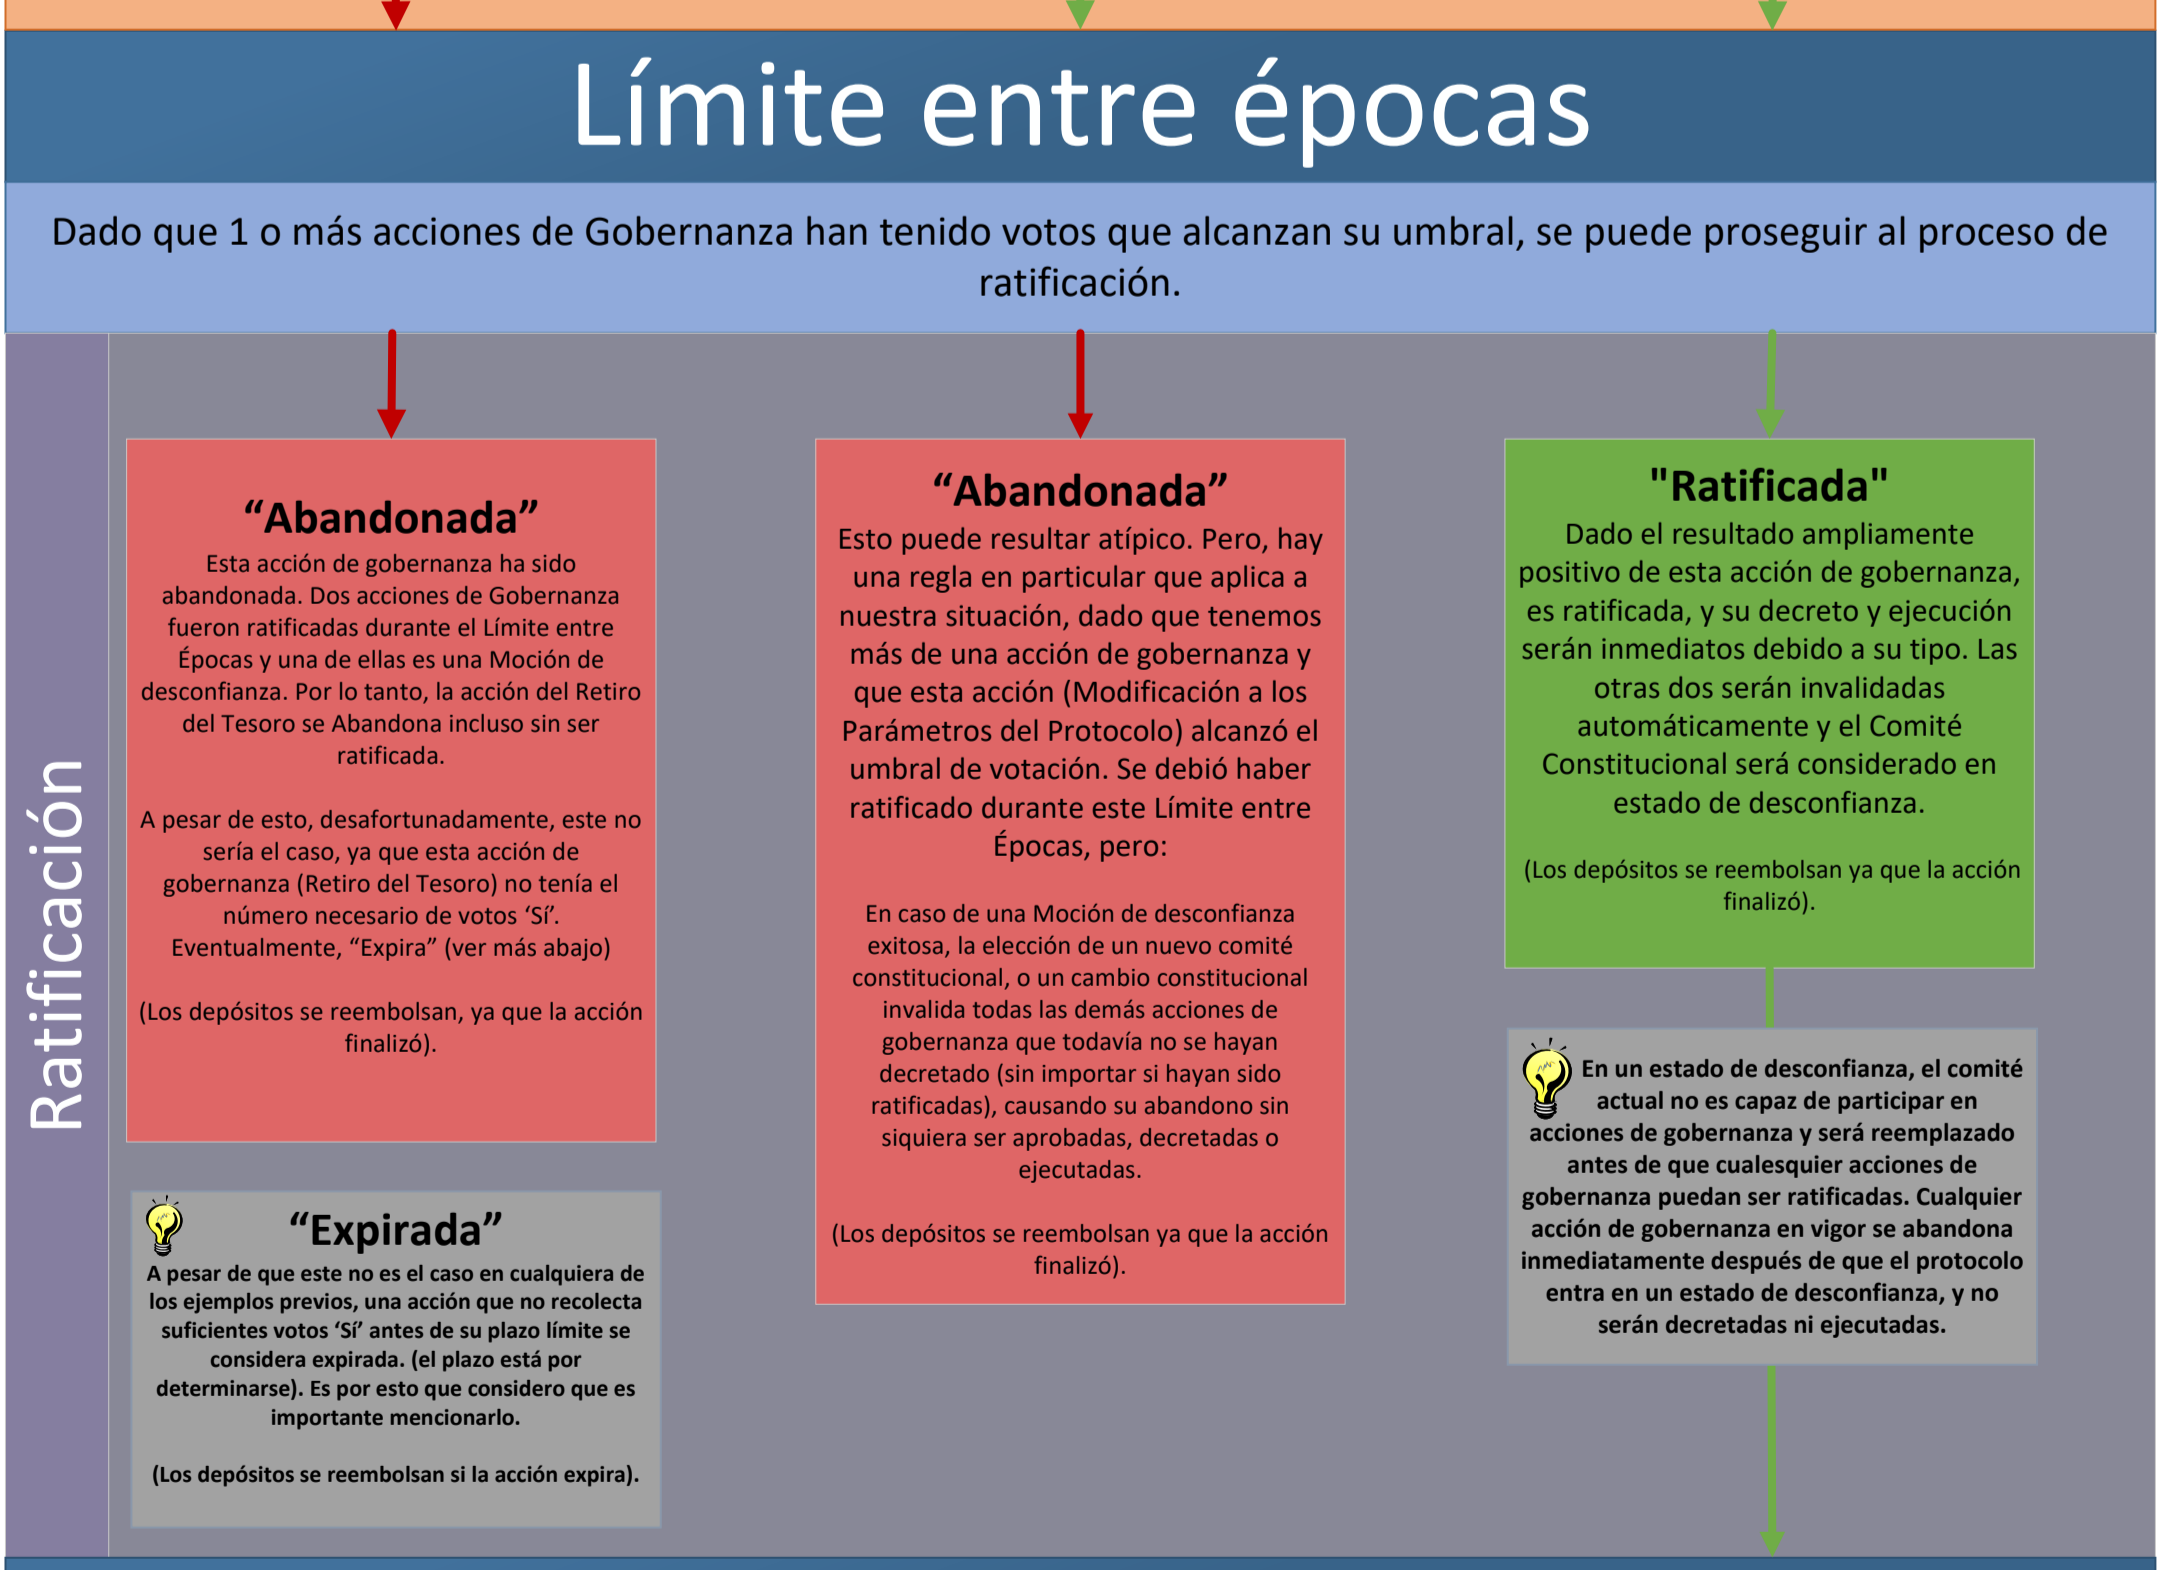 Límite entre épocas
Dado que 1 o más acciones de Gobernanza han tenido votos que alcanzan su umbral, se puede proseguir al proceso de
ratificación.
Ratificación
“Abandonada”
Esta acción de gobernanza ha sido
abandonada. Dos acciones de Gobernanza
fueron ratificadas durante el Límite entre
Épocas y una de ellas es una Moción de
desconfianza. Por lo tanto, la acción del Retiro
del Tesoro se Abandona incluso sin ser
ratificada.
A pesar de esto, desafortunadamente, este no
sería el caso, ya que esta acción de
gobernanza (Retiro del Tesoro) no tenía el
número necesario de votos ‘Sí’.
Eventualmente, “Expira” (ver más abajo)
(Los depósitos se reembolsan, ya que la acción
finalizó).
“Expirada”
A pesar de que este no es el caso en cualquiera de
los ejemplos previos, una acción que no recolecta
suficientes votos ‘Sí’ antes de su plazo límite se
considera expirada. (el plazo está por
determinarse). Es por esto que considero que es
importante mencionarlo.
(Los depósitos se reembolsan si la acción expira).
“Abandonada”
Esto puede resultar atípico. Pero, hay
una regla en particular que aplica a
nuestra situación, dado que tenemos
más de una acción de gobernanza y
que esta acción (Modificación a los
Parámetros del Protocolo) alcanzó el
umbral de votación. Se debió haber
ratificado durante este Límite entre
Épocas, pero:
En caso de una Moción de desconfianza
exitosa, la elección de un nuevo comité
constitucional, o un cambio constitucional
invalida todas las demás acciones de
gobernanza que todavía no se hayan
decretado (sin importar si hayan sido
ratificadas), causando su abandono sin
siquiera ser aprobadas, decretadas o
ejecutadas.
(Los depósitos se reembolsan ya que la acción
finalizó).
"Ratificada"
Dado el resultado ampliamente
positivo de esta acción de gobernanza,
es ratificada, y su decreto y ejecución
serán inmediatos debido a su tipo. Las
otras dos serán invalidadas
automáticamente y el Comité
Constitucional será considerado en
estado de desconfianza.
(Los depósitos se reembolsan ya que la acción
finalizó).
En un estado de desconfianza, el comité
actual no es capaz de participar en
acciones de gobernanza y será reemplazado
antes de que cualesquier acciones de
gobernanza puedan ser ratificadas. Cualquier
acción de gobernanza en vigor se abandona
inmediatamente después de que el protocolo
entra en un estado de desconfianza, y no
serán decretadas ni ejecutadas.